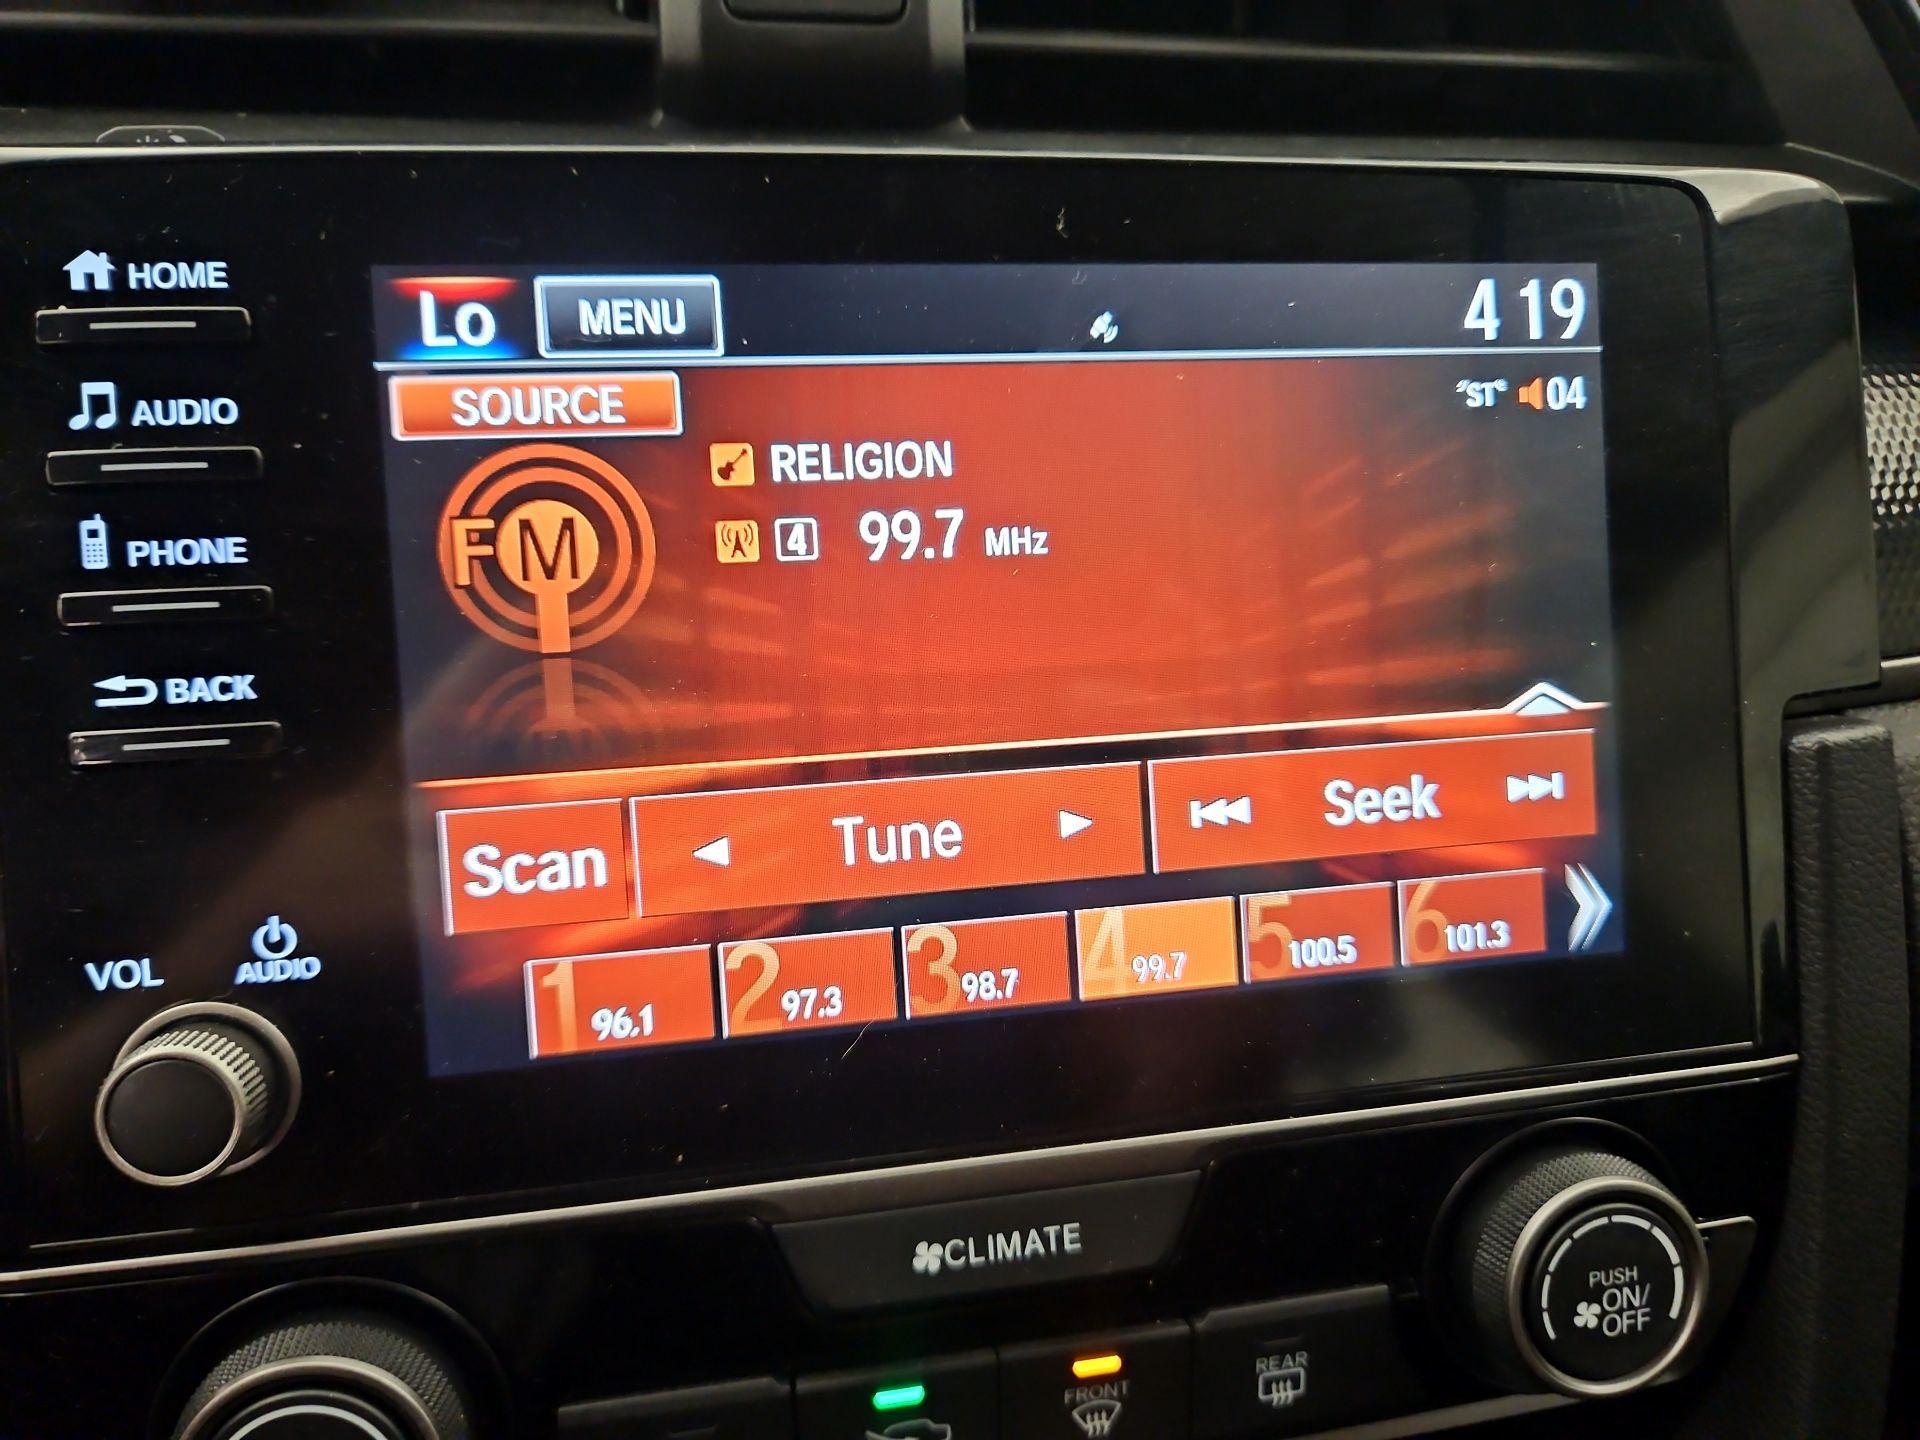 HOME
AUDIO
PHONE
BACK
VOL
AUDIO
Lo MENU 4 19
SOURCE "ST" 04
FM
RELIGION
4 99.7 MHz
Scan Tune Seek
1 96.1 2 97.3 3 98.7 4 99.7 5 100.5 6 101.3
CLIMATE
PUSH
ON/
OFF
FRONT
REAR